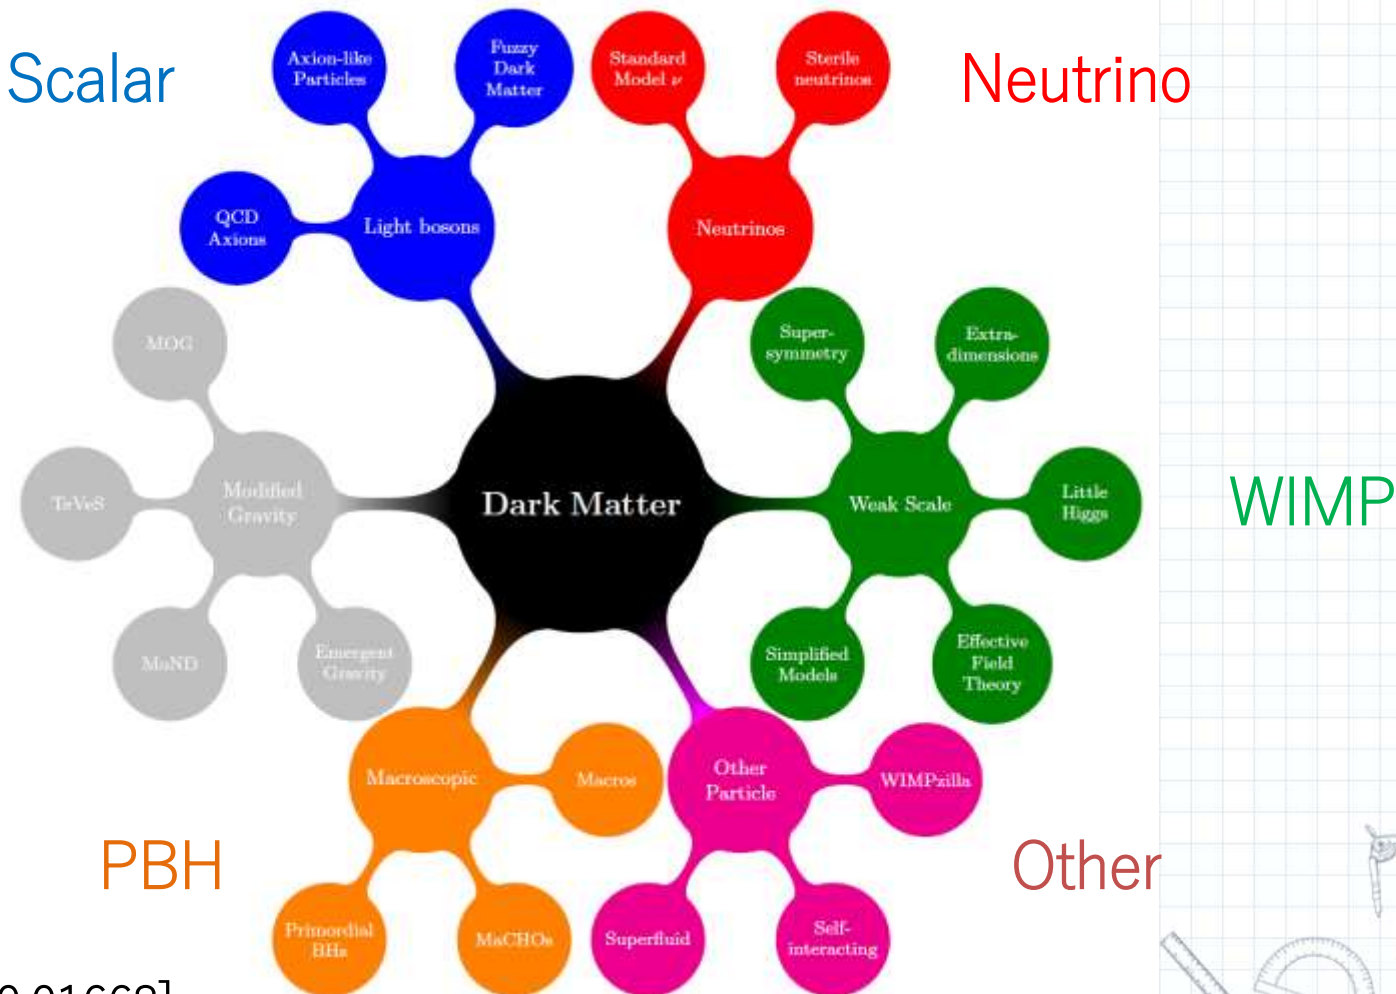 Scalar
Axion-like
Particles
Fuzzy
Dark
Matter
Standard
Model ν
Sterile
neutrinos
Neutrino
QCD
Axions
Light bosons
Neutrinos
MOG
Super-
symmetry
Extra-
dimensions
TeVeS
Modified
Gravity
Dark Matter
Weak Scale
Little
Higgs
WIMP
MoND
Emergent
Gravity
Simplified
Models
Effective
Field
Theory
Macroscopic
Macros
Other
Particle
WIMPzilla
PBH
Other
Primordial
BHs
MaCHOs
Superfluid
Self-
interacting